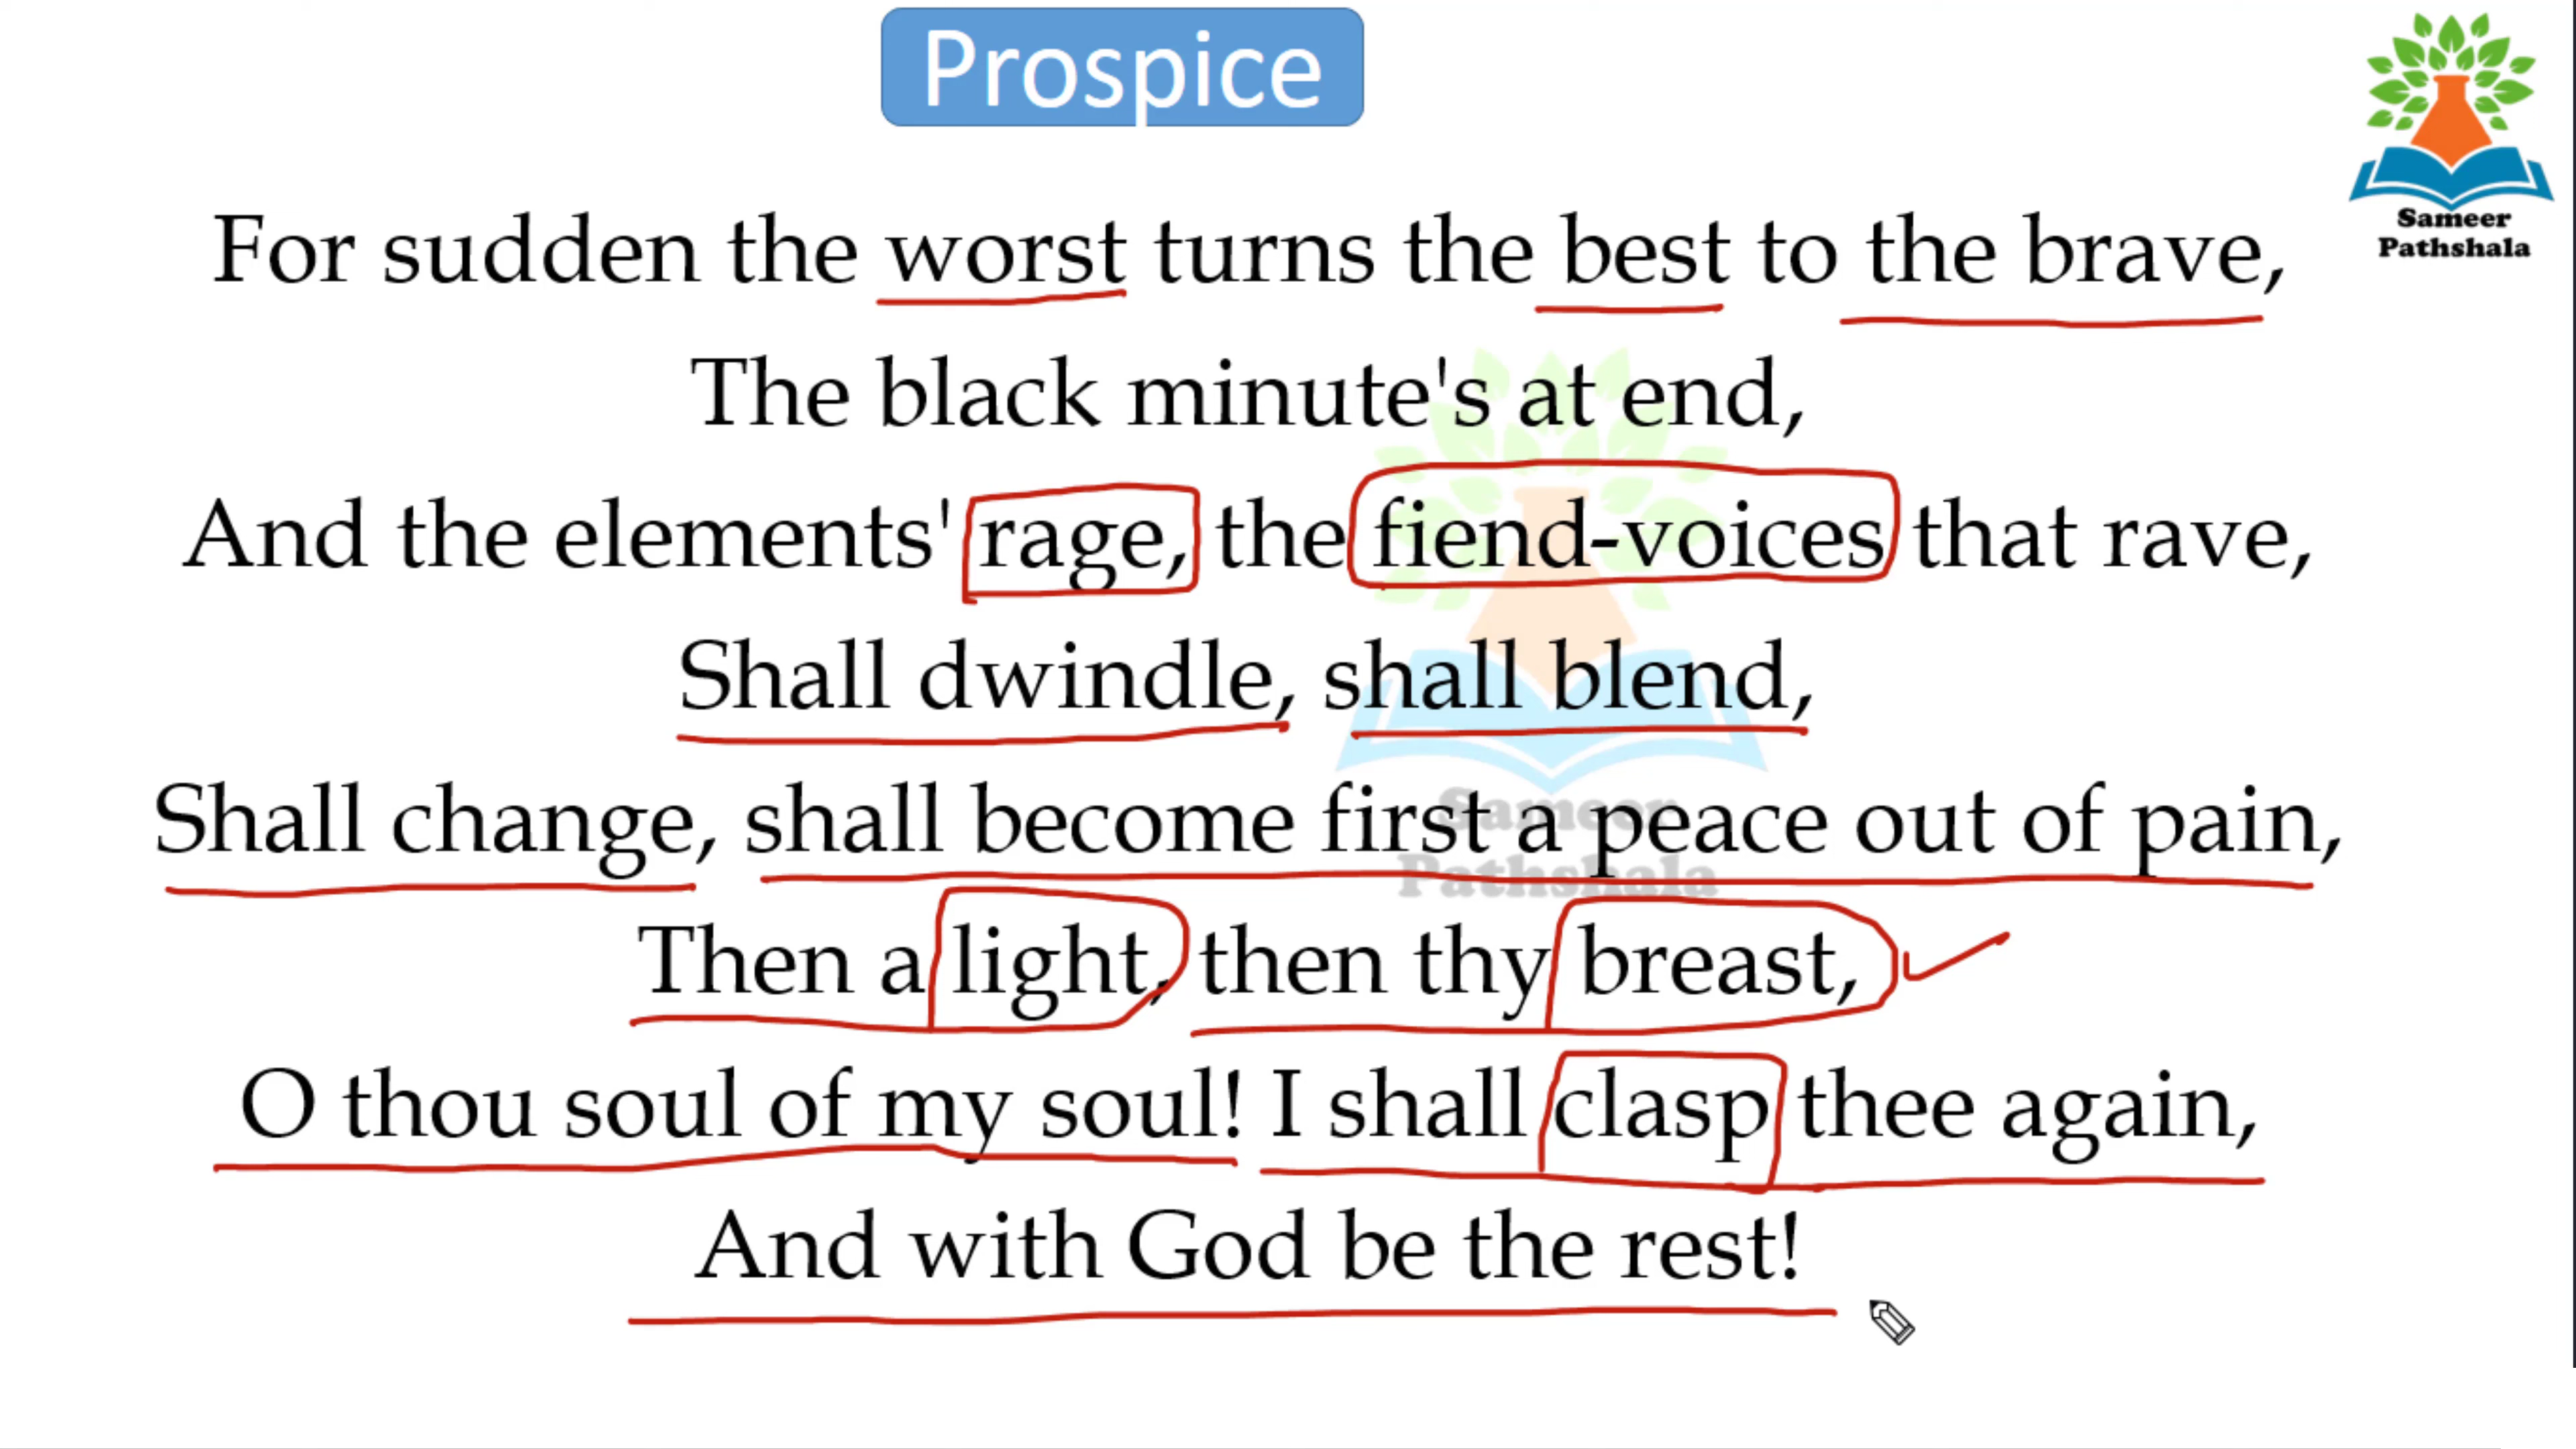 Prospice
Sameer
Pathshala
For sudden the worst turns the best to the brave,
The black minute's at end,
And the elements' rage, the fiend-voices that rave,
Shall dwindle, shall blend,
Shall change, shall become first a peace out of pain,
Sameer
Pathshala
Then a light, then thy breast,
O thou soul of my soul! I shall clasp thee again,
And with God be the rest!